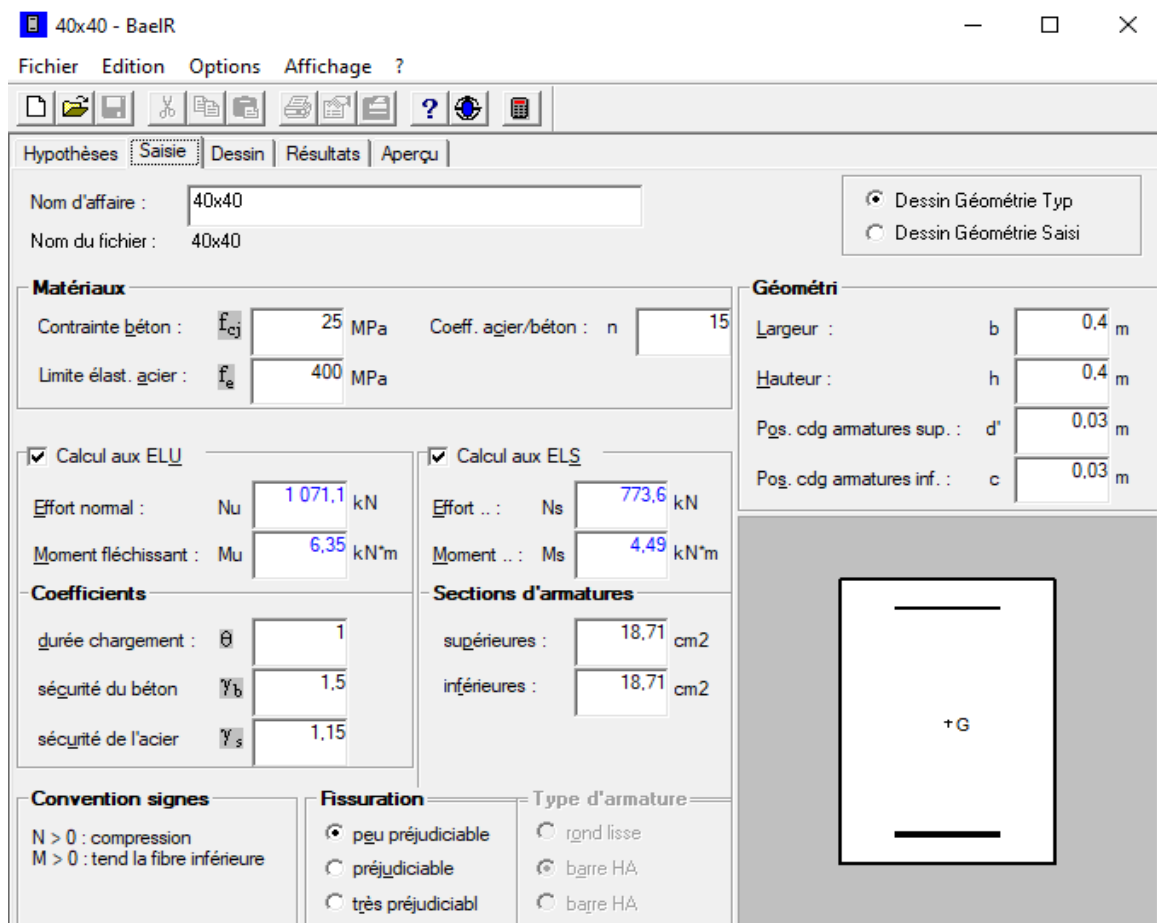 40x40 - BaelR
Fichier Edition Options Affichage ?
Hypothèses Saisie Dessin Résultats Aperçu
Nom d'affaire : 40x40
Nom du fichier : 40x40
Dessin Géométrie Typ
Dessin Géométrie Saisi
Matériaux
Contrainte béton : fcj 25 MPa Coeff. acier/béton : n 15
Limite élast. acier : fe 400 MPa
Géométri
Largeur : b 0,4 m
Hauteur : h 0,4 m
Pos. cdg armatures sup. : d' 0,03 m
Pos. cdg armatures inf. : c 0,03 m
Calcul aux ELU
Effort normal : Nu 1 071,1 kN
Moment fléchissant : Mu 6,35 kN*m
Coefficients
durée chargement : θ 1
sécurité du béton γb 1,5
sécurité de l'acier γs 1,15
Calcul aux ELS
Effort .. : Ns 773,6 kN
Moment .. : Ms 4,49 kN*m
Sections d'armatures
supérieures : 18,71 cm2
inférieures : 18,71 cm2
+G
Convention signes
N > 0 : compression
M > 0 : tend la fibre inférieure
Fissuration
peu préjudiciable
préjudiciable
très préjudiciabl
Type d'armature
rond lisse
barre HA
barre HA